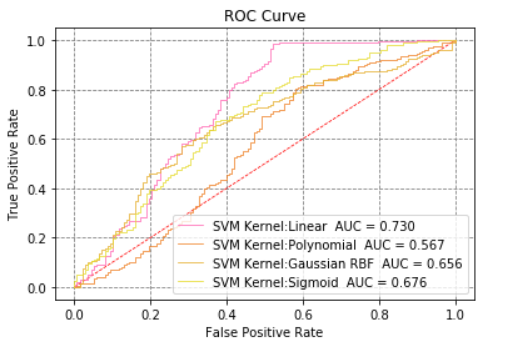 ROC Curve
1.0
0.8
0.6
0.4
0.2
0.0
True Positive Rate
SVM Kernel:Linear AUC = 0.730
SVM Kernel:Polynomial AUC = 0.567
SVM Kernel:Gaussian RBF AUC = 0.656
SVM Kernel:Sigmoid AUC = 0.676
0.0 0.2 0.4 0.6 0.8 1.0
False Positive Rate